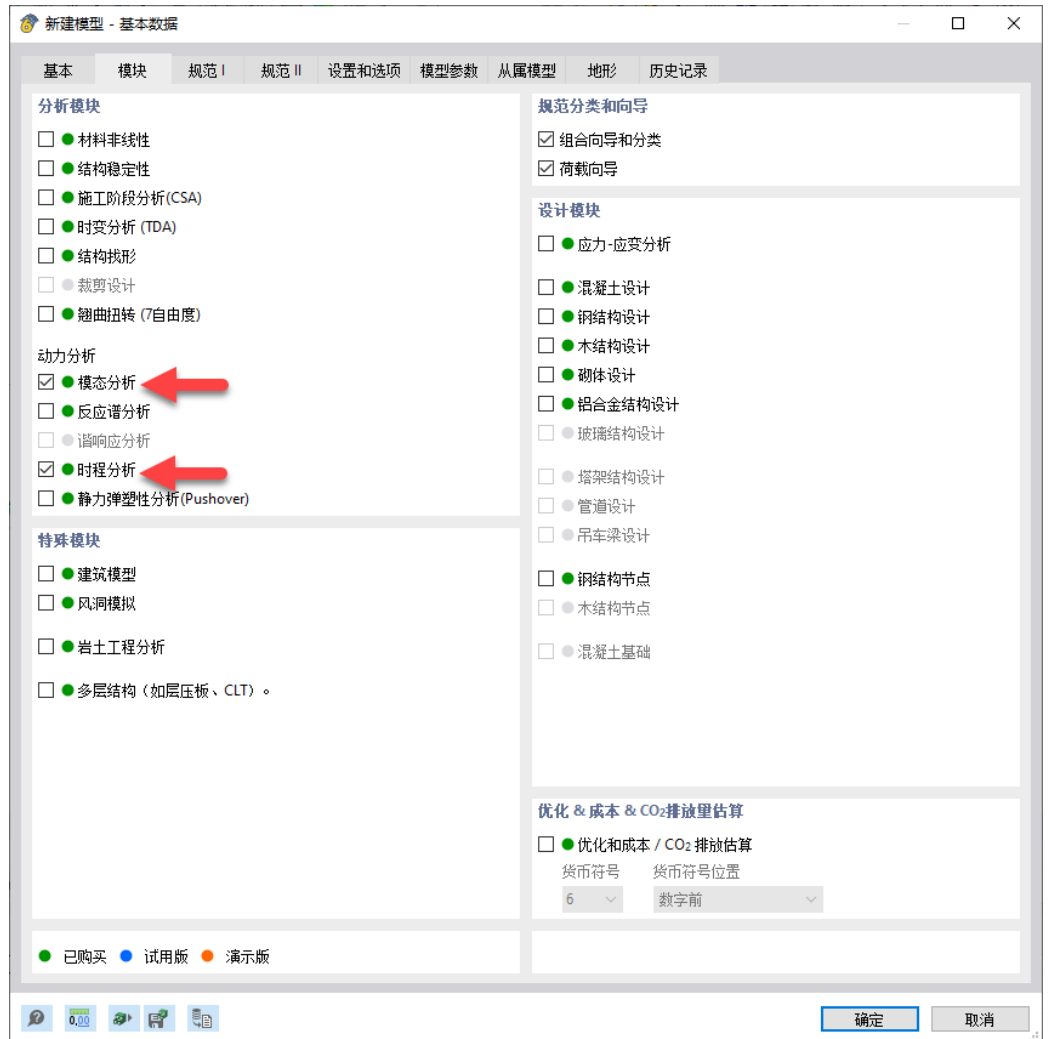 新建模型 - 基本数据
基本 模块 规范 I 规范 II 设置和选项 模型参数 从属模型 地形 历史记录
分析模块
材料非线性
结构稳定性
施工阶段分析(CSA)
时变分析 (TDA)
结构找形
裁剪设计
翘曲扭转 (7自由度)
动力分析
模态分析
反应谱分析
谐响应分析
时程分析
静力弹塑性分析(Pushover)
特殊模块
建筑模型
风洞模拟
岩土工程分析
多层结构（如层压板、CLT）。
已购买 试用版 演示版
规范分类和向导
组合向导和分类
荷载向导
设计模块
应力-应变分析
混凝土设计
钢结构设计
木结构设计
砌体设计
铝合金结构设计
玻璃结构设计
塔架结构设计
管道设计
吊车梁设计
钢结构节点
木结构节点
混凝土基础
优化 & 成本 & CO2排放量估算
优化和成本 / CO2 排放估算
货币符号 货币符号位置
6 数字前
0,00
确定 取消